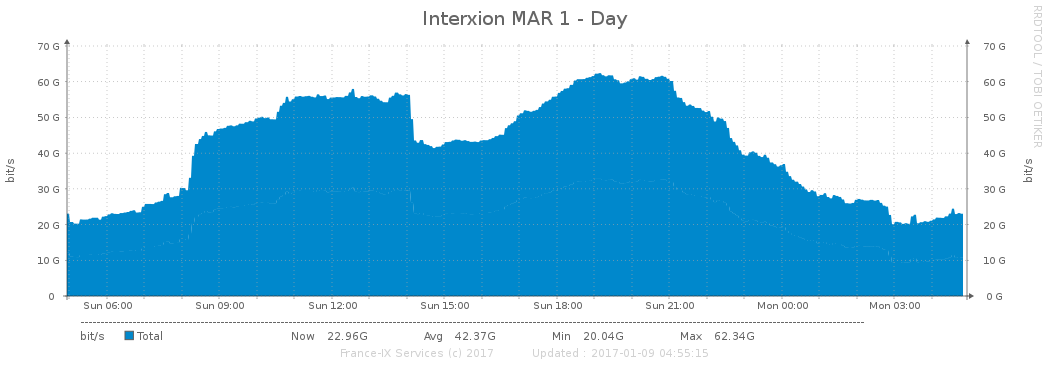 Interxion MAR 1 - Day
RRDTOOL / TOBI OETIKER
bit/s
70 G 70 G
60 G 60 G
50 G 50 G
40 G 40 G
30 G 30 G
20 G 20 G
10 G 10 G
0 0 G
bit/s
Sun 06:00 Sun 09:00 Sun 12:00 Sun 15:00 Sun 18:00 Sun 21:00 Mon 00:00 Mon 03:00
bit/s Total Now 22.96G Avg 42.37G Min 20.04G Max 62.34G
France-IX Services (c) 2017 Updated : 2017-01-09 04:55:15